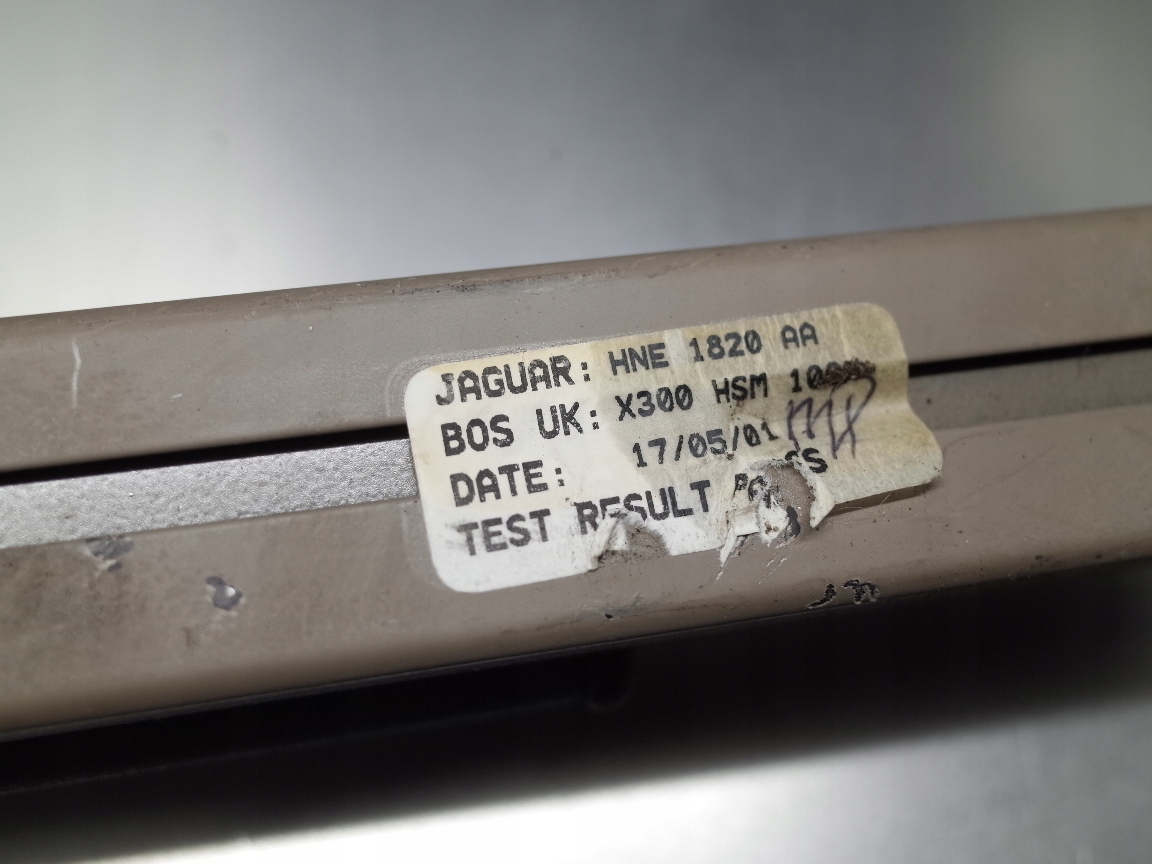 JAGUAR: HNE 1820 AA
BOS UK: X300 HSM
DATE: 17/05/01
TEST RESULT